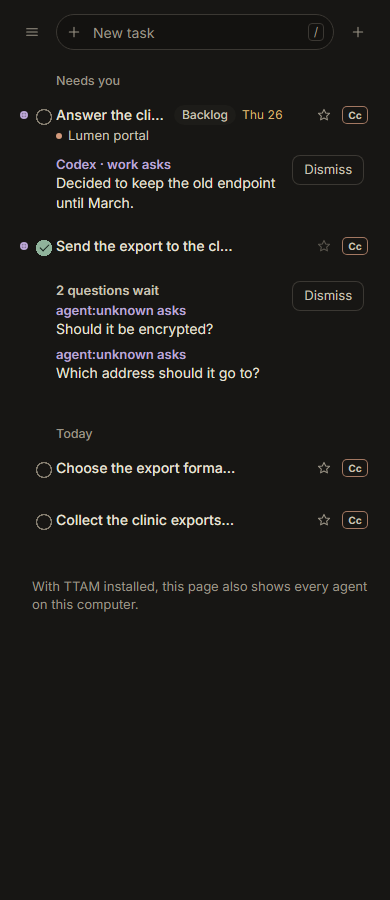 New task /
Needs you
Answer the cli... Backlog Thu 26 Cc
Lumen portal
Codex · work asks
Decided to keep the old endpoint
until March.
Dismiss
Send the export to the cl... Cc
2 questions wait
Dismiss
agent:unknown asks
Should it be encrypted?
agent:unknown asks
Which address should it go to?
Today
Choose the export forma... Cc
Collect the clinic exports... Cc
With TTAM installed, this page also shows every agent
on this computer.